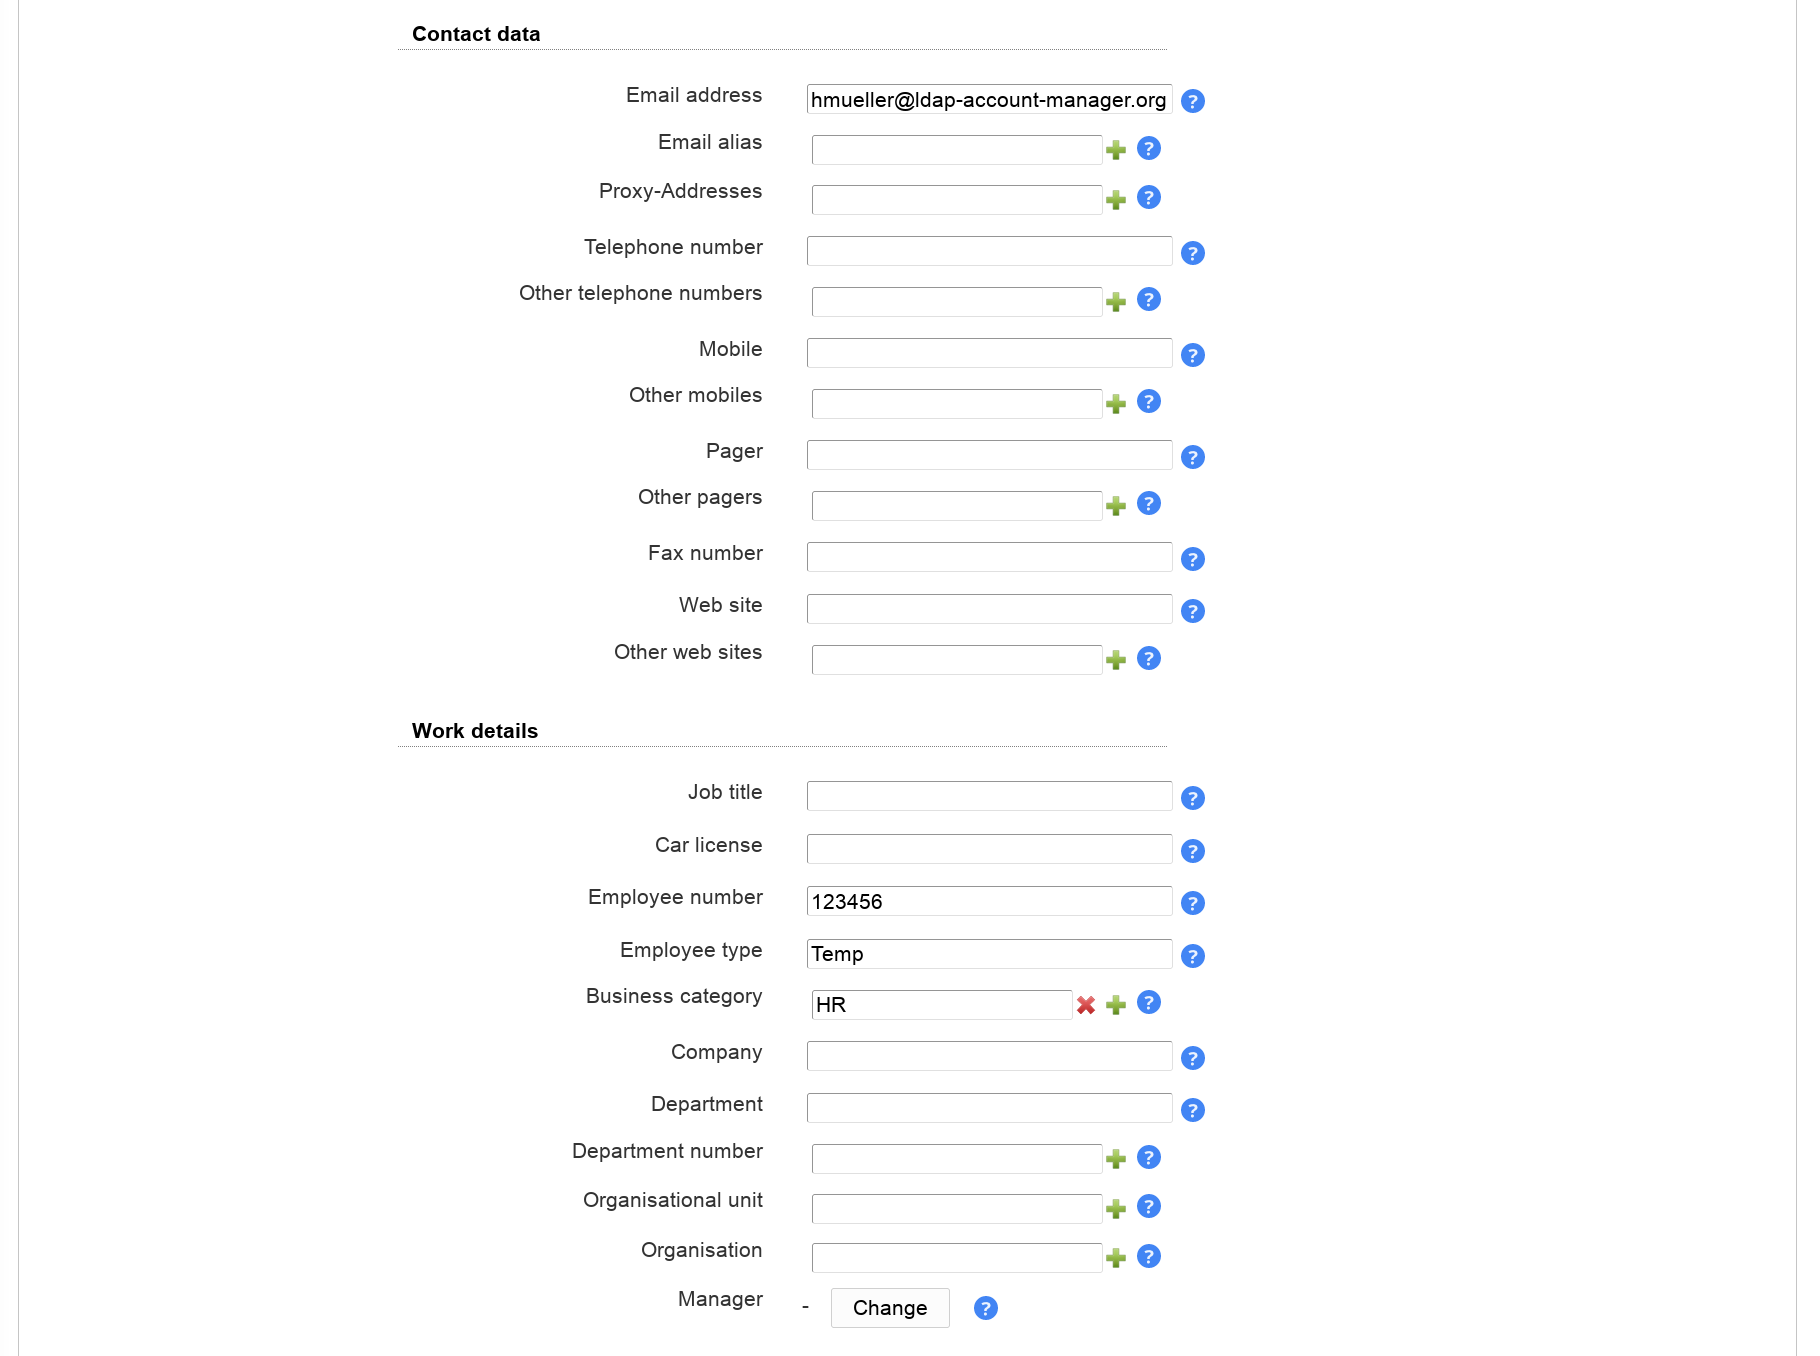 Contact data
Email address hmueller@ldap-account-manager.org ?
Email alias ?
Proxy-Addresses ?
Telephone number ?
Other telephone numbers ?
Mobile ?
Other mobiles ?
Pager ?
Other pagers ?
Fax number ?
Web site ?
Other web sites ?
Work details
Job title ?
Car license ?
Employee number 123456 ?
Employee type Temp ?
Business category HR ?
Company ?
Department ?
Department number ?
Organisational unit ?
Organisation ?
Manager - Change ?